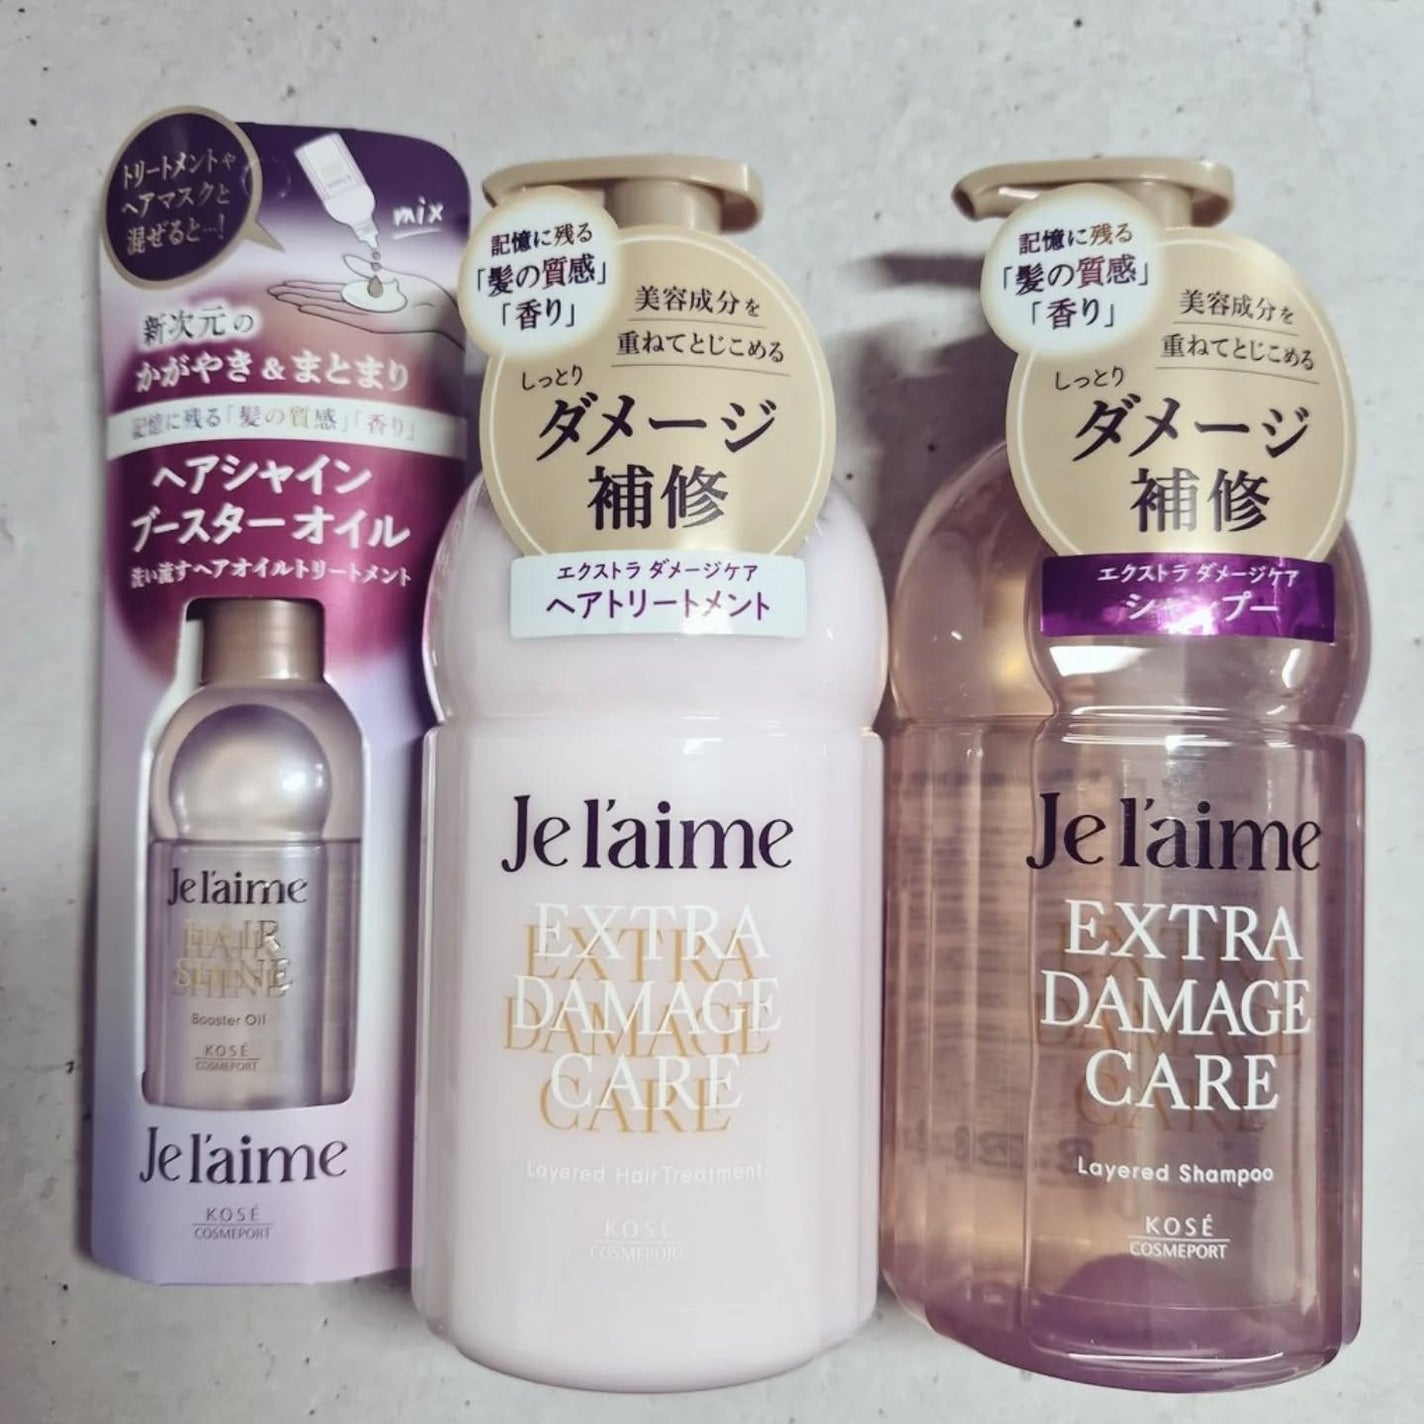 トリートメントや
ヘアマスクと
混ぜると…!
mix
新次元の
かがやき&まとまり
記憶に残る「髪の質感」「香り」
ヘアシャイン
ブースターオイル
洗い流すヘアオイルトリートメント
Je l'aime
HAIR
SHINE
Booster Oil
KOSÉ
COSMEPORT
Je l'aime
KOSÉ
COSMEPORT
記憶に残る
「髪の質感」
「香り」
美容成分を
重ねてとじこめる
しっとり
ダメージ
補修
エクストラ ダメージケア
ヘアトリートメント
Je l'aime
EXTRA
DAMAGE
CARE
Layered Hair Treatment
KOSÉ
COSMEPORT
記憶に残る
「髪の質感」
「香り」
美容成分を
重ねてとじこめる
しっとり
ダメージ
補修
エクストラ ダメージケア
シャンプー
Je l'aime
EXTRA
DAMAGE
CARE
Layered Shampoo
KOSÉ
COSMEPORT